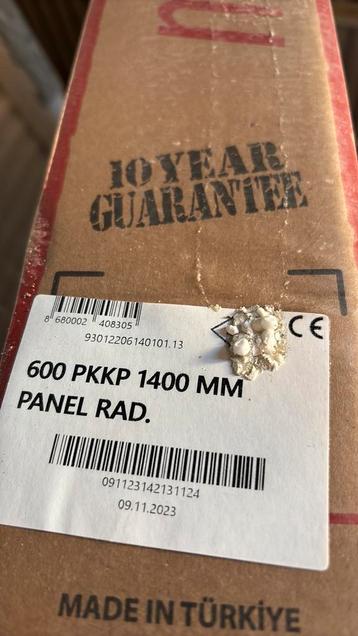 10 YEAR
GUARANTEE
8 680002 408305
93012206140101.13
CE
600 PKKP 1400 MM
PANEL RAD.
091123142131124
09.11.2023
MADE IN TÜRKİYE